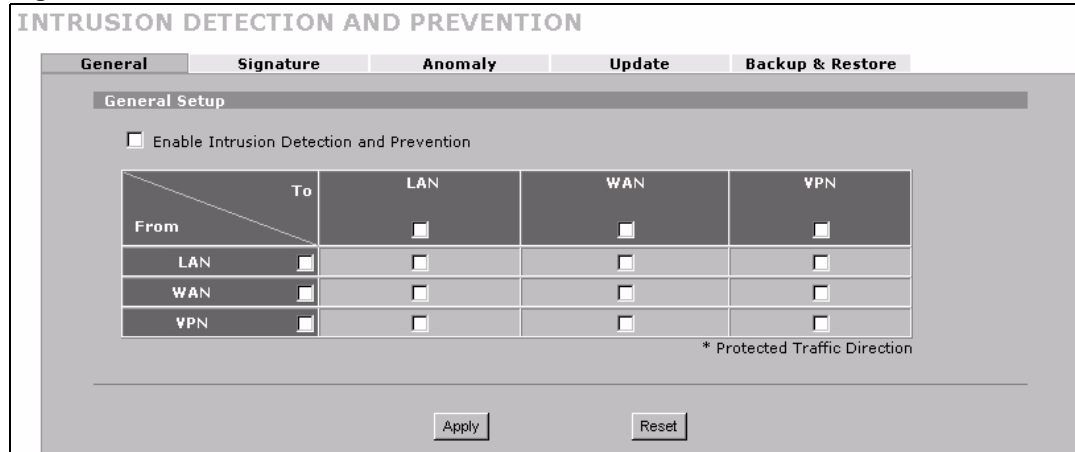 INTRUSION DETECTION AND PREVENTION
General Signature Anomaly Update Backup & Restore
General Setup
Enable Intrusion Detection and Prevention
To LAN WAN VPN
From
LAN
WAN
VPN
* Protected Traffic Direction
Apply Reset